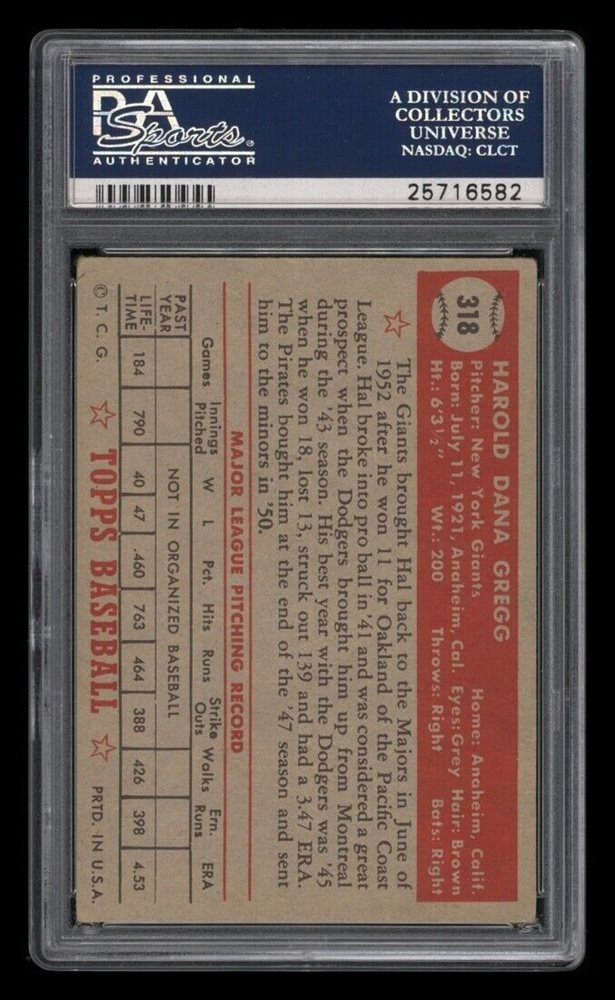 PROFESSIONAL
PSA
Sports
AUTHENTICATOR
A DIVISION OF
COLLECTORS
UNIVERSE
NASDAQ: CLCT
25716582
318
HAROLD DANA GREGG
Pitcher: New York Giants Home: Anaheim, Calif.
Born: July 11, 1921, Anaheim, Cal. Eyes: Grey Hair: Brown
Ht.: 6'3½" Wt.: 200 Throws: Right Bats: Right
The Giants brought Hal back to the Majors in June of
1952 after he won 11 for Oakland of the Pacific Coast
League. Hal broke into pro ball in '41 and was considered a great
prospect when the Dodgers brought him up from Montreal
during the '43 season. His best year with the Dodgers was '45
when he won 18, lost 13, struck out 139 and had a 3.47 ERA.
The Pirates bought him at the end of the '47 season and sent
him to the minors in '50.
MAJOR LEAGUE PITCHING RECORD
Games Innings Pitched W L Pct. Hits Runs Strike Outs Walks Ern. Runs ERA
PAST YEAR NOT IN ORGANIZED BASEBALL
LIFE-TIME 184 790 40 47 .460 763 464 388 426 398 4.53
© T. C. G. TOPPS BASEBALL PRTD. IN U.S.A.